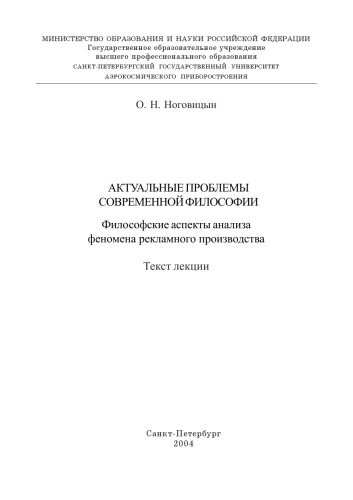 МИНИСТЕРСТВО ОБРАЗОВАНИЯ И НАУКИ РОССИЙСКОЙ ФЕДЕРАЦИИ
Государственное образовательное учреждение
высшего профессионального образования
САНКТ-ПЕТЕРБУРГСКИЙ ГОСУДАРСТВЕННЫЙ УНИВЕРСИТЕТ
АЭРОКОСМИЧЕСКОГО ПРИБОРОСТРОЕНИЯ
О. Н. Ноговицын
АКТУАЛЬНЫЕ ПРОБЛЕМЫ
СОВРЕМЕННОЙ ФИЛОСОФИИ
Философские аспекты анализа
феномена рекламного производства
Текст лекции
Санкт-Петербург
2004